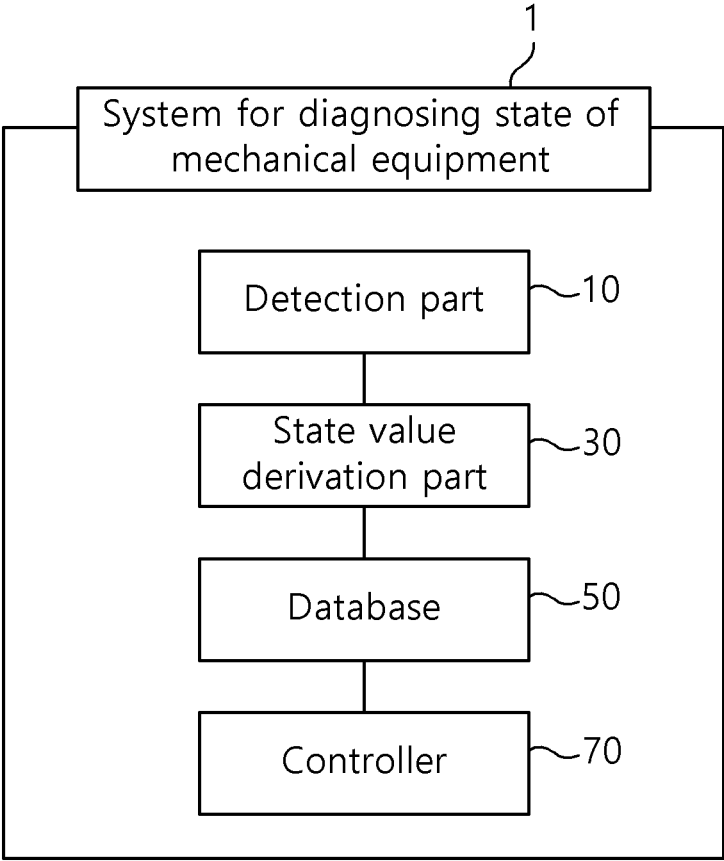 1
System for diagnosing state of
mechanical equipment
Detection part
10
State value
derivation part
30
Database
50
Controller
70